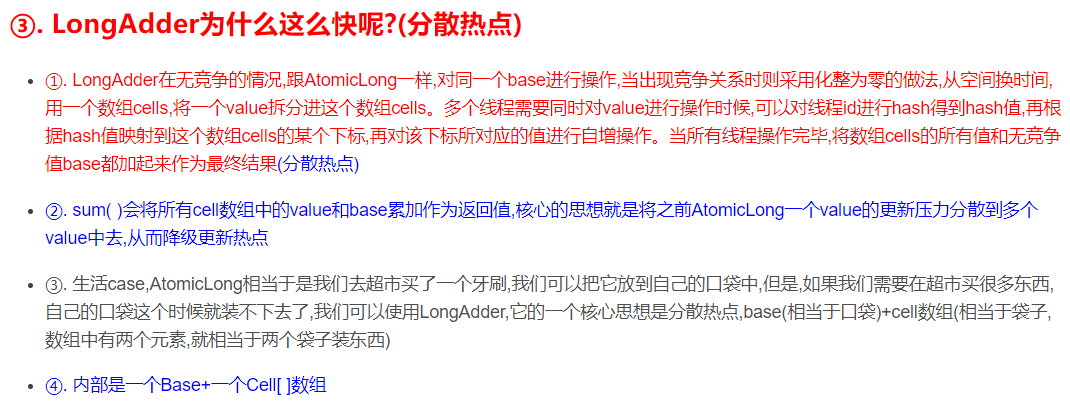 ③. LongAdder为什么这么快呢?(分散热点)
①. LongAdder在无竞争的情况,跟AtomicLong一样,对同一个base进行操作,当出现竞争关系时则采用化整为零的做法,从空间换时间,
用一个数组cells,将一个value拆分进这个数组cells。多个线程需要同时对value进行操作时候,可以对线程id进行hash得到hash值,再根
据hash值映射到这个数组cells的某个下标,再对该下标所对应的值进行自增操作。当所有线程操作完毕,将数组cells的所有值和无竞争
值base都加起来作为最终结果(分散热点)
②. sum( )会将所有cell数组中的value和base累加作为返回值,核心的思想就是将之前AtomicLong一个value的更新压力分散到多个
value中去,从而降级更新热点
③. 生活case,AtomicLong相当于是我们去超市买了一个牙刷,我们可以把它放到自己的口袋中,但是,如果我们需要在超市买很多东西,
自己的口袋这个时候就装不下去了,我们可以使用LongAdder,它的一个核心思想是分散热点,base(相当于口袋)+cell数组(相当于袋子,
数组中有两个元素,就相当于两个袋子装东西)
④. 内部是一个Base+一个Cell[ ]数组